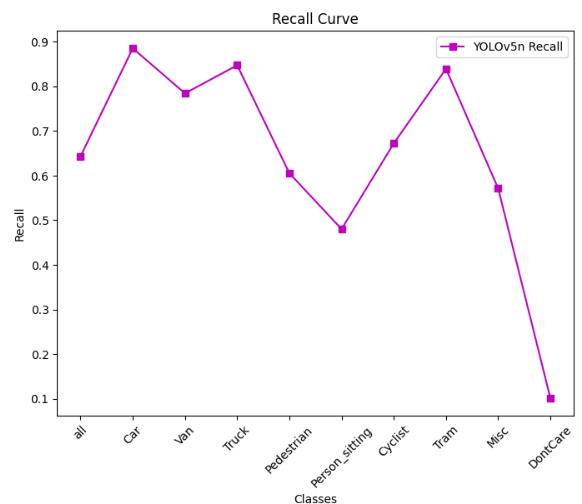 Recall Curve
YOLOv5n Recall
0.9
0.8
0.7
0.6
0.5
0.4
0.3
0.2
0.1
Recall
all
Car
Van
Truck
Pedestrian
Person_sitting
Cyclist
Tram
Misc
DontCare
Classes